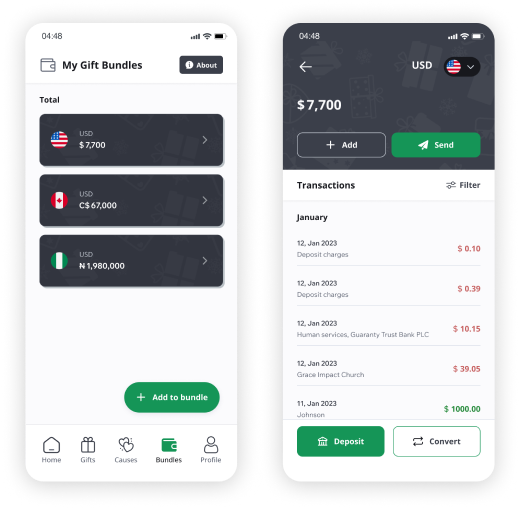 04:48
My Gift Bundles
About
Total
USD
$ 7,700
USD
C$ 67,000
USD
₦ 1,980,000
Add to bundle
Home
Gifts
Causes
Bundles
Profile
04:48
USD
$ 7,700
Add
Send
Transactions
Filter
January
12, Jan 2023
Deposit charges
$ 0.10
12, Jan 2023
Deposit charges
$ 0.39
12, Jan 2023
Human services, Guaranty Trust Bank PLC
$ 10.15
12, Jan 2023
Grace Impact Church
$ 39.05
11, Jan 2023
Johnson
$ 1000.00
Deposit
Convert